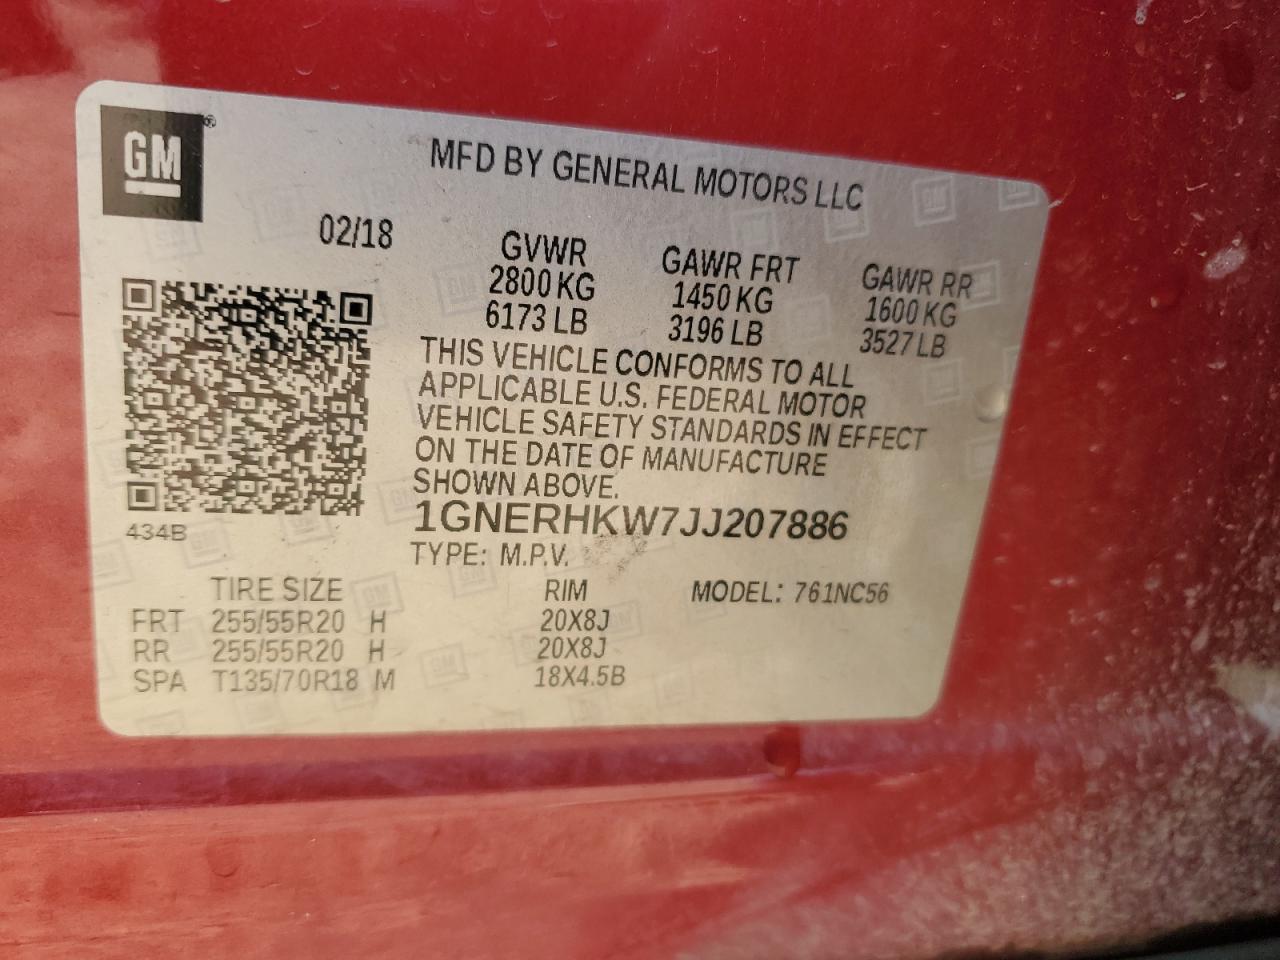 GM ®
MFD BY GENERAL MOTORS LLC
02/18
GVWR GAWR FRT GAWR RR
2800 KG 1450 KG 1600 KG
6173 LB 3196 LB 3527 LB
THIS VEHICLE CONFORMS TO ALL
APPLICABLE U.S. FEDERAL MOTOR
VEHICLE SAFETY STANDARDS IN EFFECT
ON THE DATE OF MANUFACTURE
SHOWN ABOVE.
1GNERHKW7JJ207886
434B
TYPE: M.P.V.
TIRE SIZE RIM MODEL: 761NC56
FRT 255/55R20 H 20X8J
RR 255/55R20 H 20X8J
SPA T135/70R18 M 18X4.5B